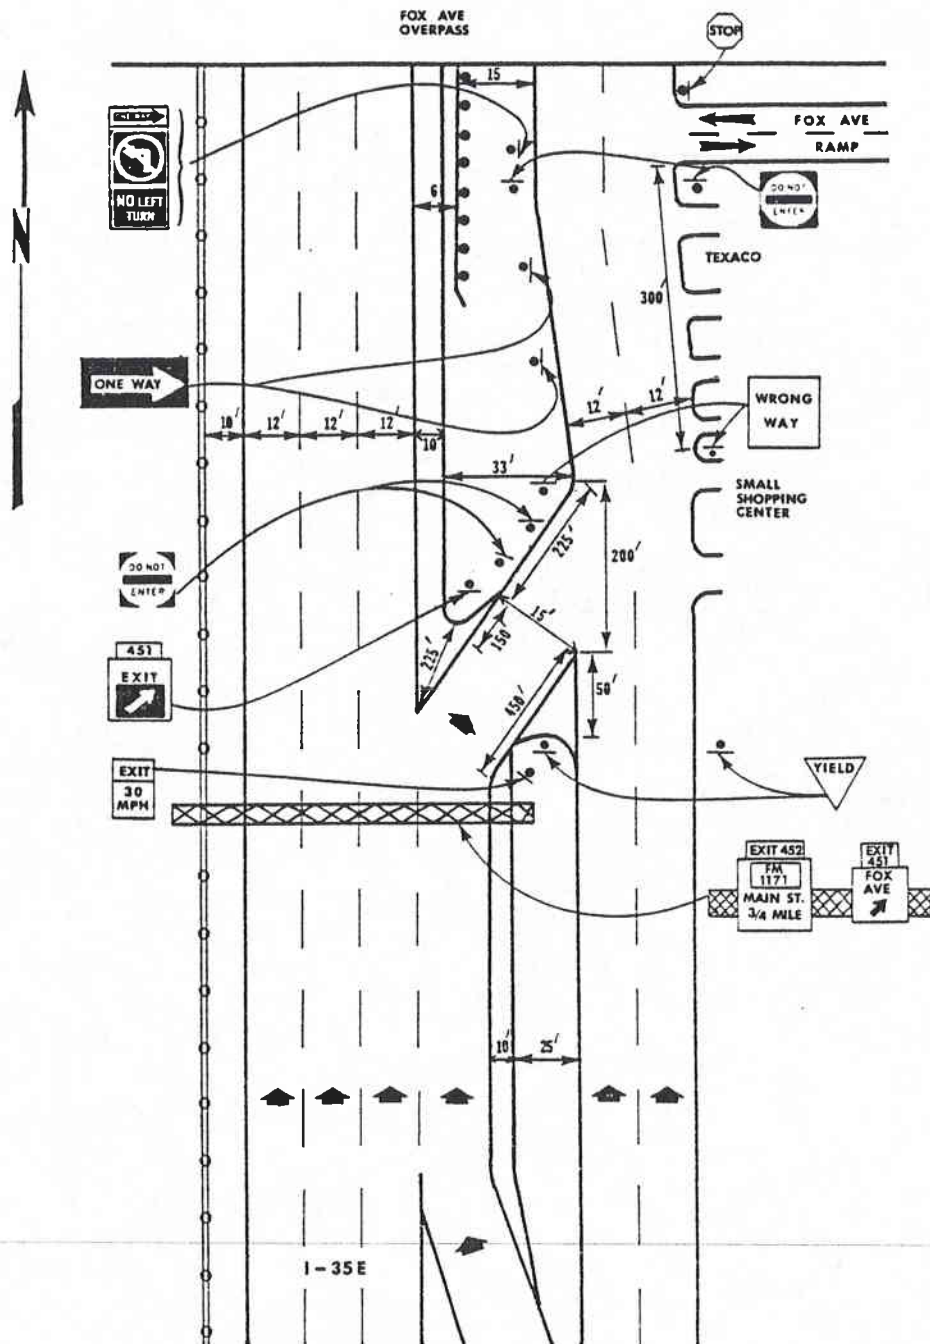 FOX AVE
OVERPASS
STOP
15
N
ONE WAY
NO LEFT
TURN
FOX AVE
RAMP
6
DO NOT
ENTER
TEXACO
300'
ONE WAY
WRONG
WAY
10'
12'
12'
12'
10'
12'
12'
33'
SMALL
SHOPPING
CENTER
225'
200'
DO NOT
ENTER
15'
150'
225'
451
EXIT
450'
50'
EXIT
30
MPH
YIELD
EXIT 452
FM
1171
MAIN ST.
3/4 MILE
EXIT
451
FOX
AVE
10'
25'
I-35E